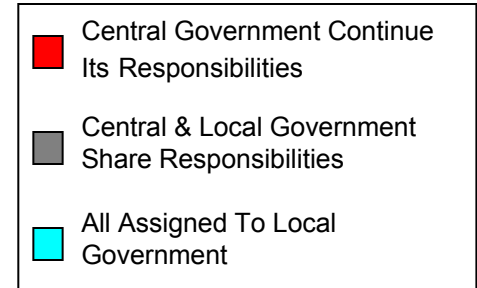 Central Government Continue
Its Responsibilities
Central & Local Government
Share Responsibilities
All Assigned To Local
Government